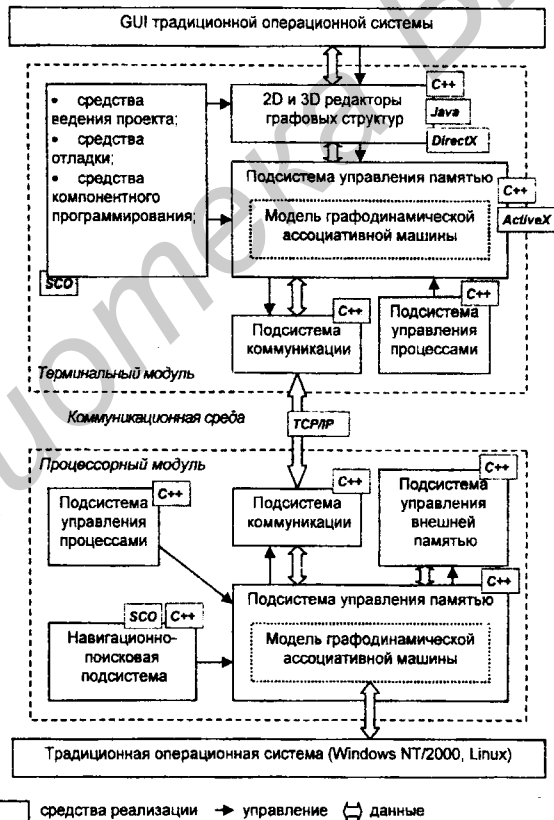 GUI традиционной операционной системы
• средства
ведения проекта;
• средства
отладки;
• средства
компонентного
программирования;
SCO
2D и 3D редакторы
графовых структур
C++
Java
DirectX
Подсистема управления памятью
C++
ActiveX
Модель графодинамической
ассоциативной машины
Подсистема
коммуникации
C++
Подсистема
управления
процессами
C++
Терминальный модуль
Коммуникационная среда
TCP/IP
Процессорный модуль
Подсистема
управления
процессами
C++
Подсистема
коммуникации
C++
Подсистема
управления
внешней
памятью
C++
Подсистема управления памятью
C++
Модель графодинамической
ассоциативной машины
SCO
C++
Навигационно-
поисковая
подсистема
Традиционная операционная система (Windows NT/2000, Linux)
средства реализации управление данные